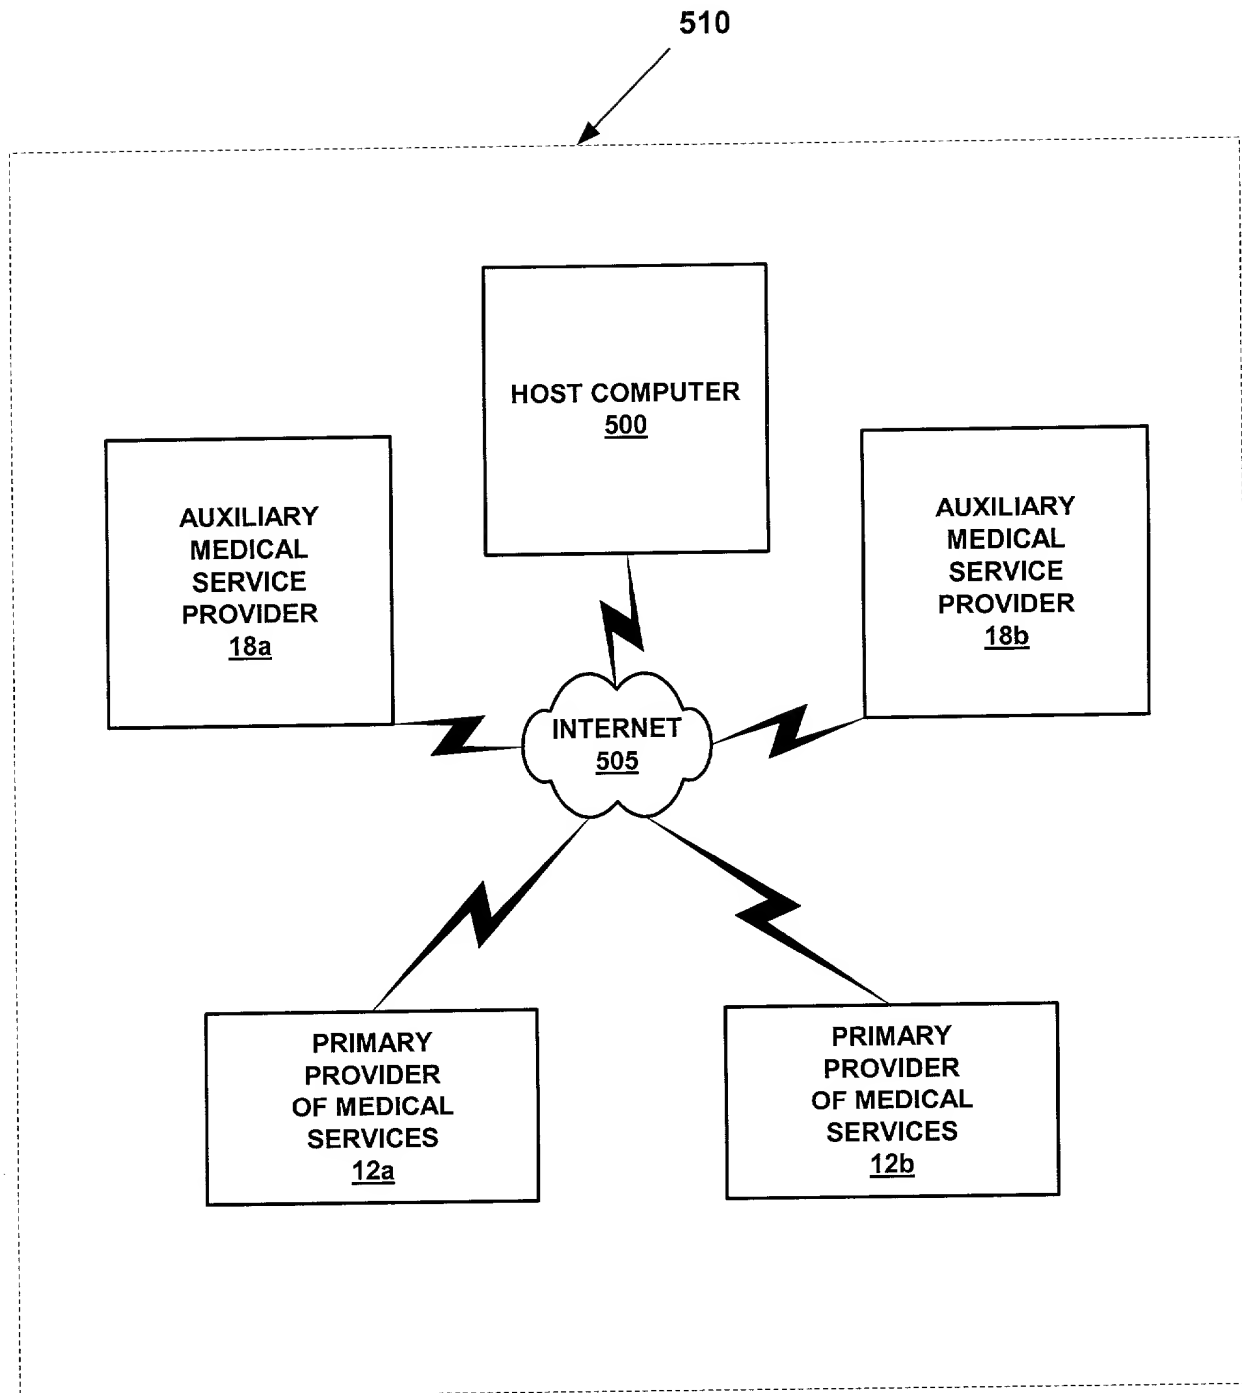 510
HOST COMPUTER
500
AUXILIARY
MEDICAL
SERVICE
PROVIDER
18a
AUXILIARY
MEDICAL
SERVICE
PROVIDER
18b
INTERNET
505
PRIMARY
PROVIDER
OF MEDICAL
SERVICES
12a
PRIMARY
PROVIDER
OF MEDICAL
SERVICES
12b